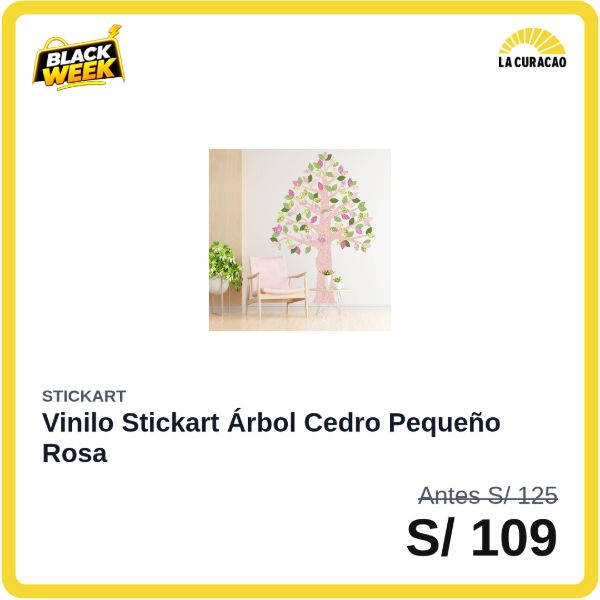 BLACK
WEEK
LA CURACAO
STICKART
Vinilo Stickart Árbol Cedro Pequeño
Rosa
Antes S/ 125
S/ 109